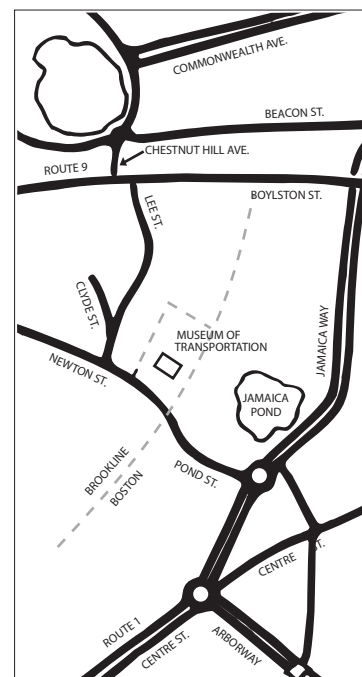 COMMONWEALTH AVE.
BEACON ST.
CHESTNUT HILL AVE.
ROUTE 9
BOYLSTON ST.
LEE ST.
CLYDE ST.
MUSEUM OF
TRANSPORTATION
JAMAICA WAY
NEWTON ST.
JAMAICA
POND
BROOKLINE
BOSTON
POND ST.
CENTRE ST.
ROUTE 1
CENTRE ST.
ARBORWAY